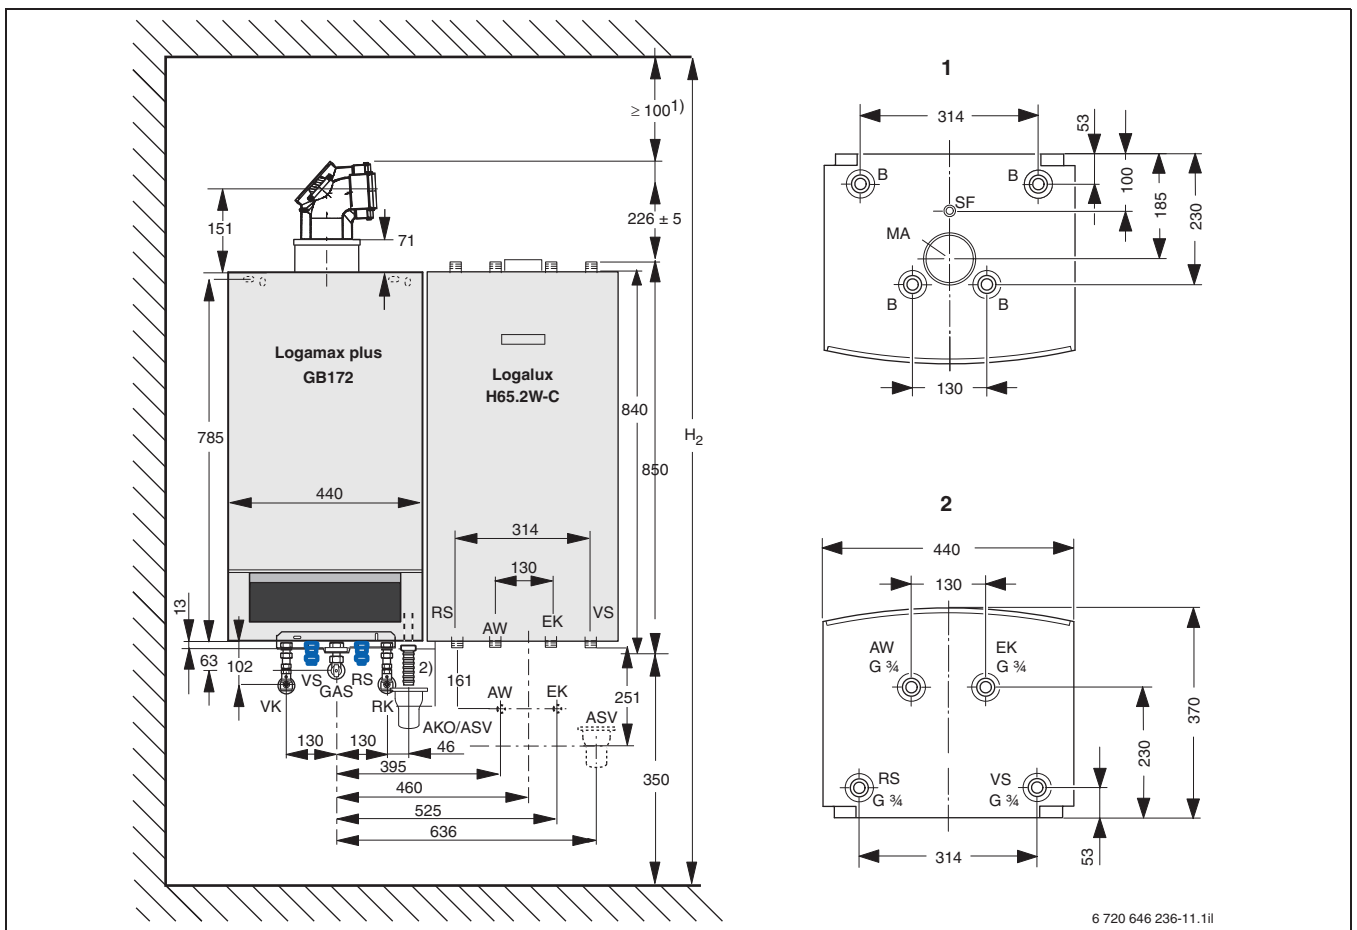 ≥ 100 1)
226 ± 5
151
71
Logamax plus
GB172
Logalux
H65.2W-C
785
840
H2
850
440
314
130
13
RS
AW
EK
VS
63
102
VS
GAS
RS
2)
161
VK
RK
AW
EK
ASV
251
AKO/ASV
130
130
46
395
350
460
525
636
1
314
53
100
185
230
B
B
SF
MA
B
B
130
2
440
130
AW
G ¾
EK
G ¾
370
230
RS
G ¾
VS
G ¾
53
314
6 720 646 236-11.1il